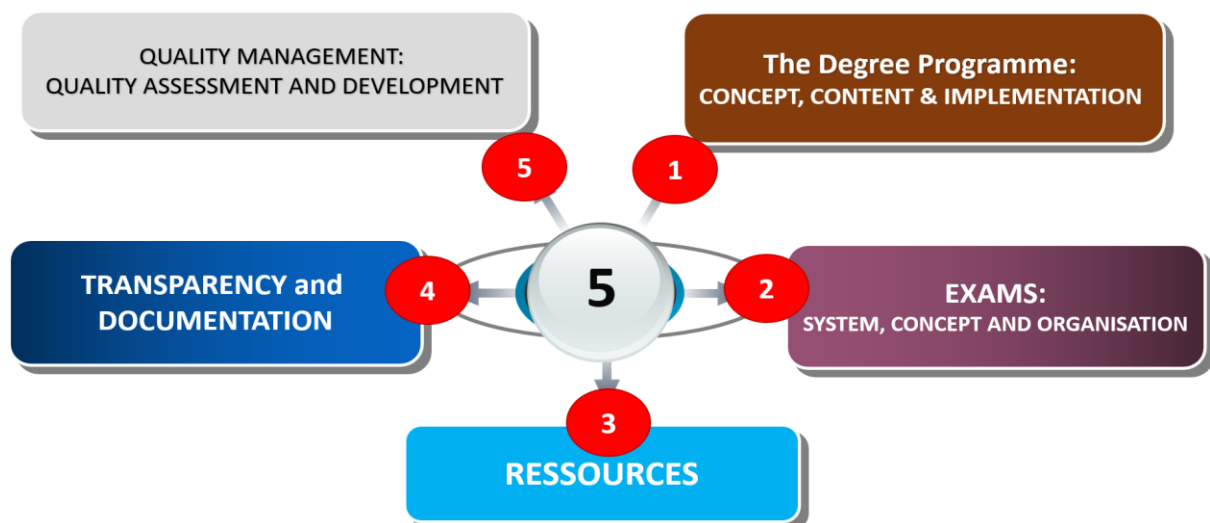 QUALITY MANAGEMENT:
QUALITY ASSESSMENT AND DEVELOPMENT
The Degree Programme:
CONCEPT, CONTENT & IMPLEMENTATION
5
1
TRANSPARENCY and
DOCUMENTATION
4
5
2
EXAMS:
SYSTEM, CONCEPT AND ORGANISATION
3
RESSOURCES